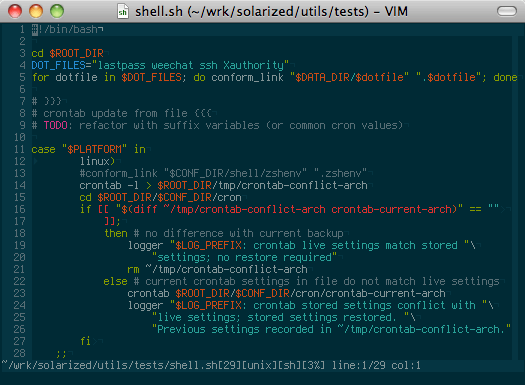 shell.sh (~/wrk/solarized/utils/tests) – VIM
1 #!/bin/bash¬
2
3 cd $ROOT_DIR¬
4 DOT_FILES="lastpass weechat ssh Xauthority"¬
5 for dotfile in $DOT_FILES; do conform_link "$DATA_DIR/$dotfile" ".$dotfile"; done
6
7 # }}}¬
8 # crontab update from file {{{¬
9 # TODO: refactor with suffix variables (or common cron values)¬
10
11 case "$PLATFORM" in¬
12 linux)¬
13 #conform_link "$CONF_DIR/shell/zshenv" ".zshenv"¬
14 crontab -l > $ROOT_DIR/tmp/crontab-conflict-arch¬
15 cd $ROOT_DIR/$CONF_DIR/cron¬
16 if [[ "$(diff ~/tmp/crontab-conflict-arch crontab-current-arch)" == ""¬
17 ]];¬
18 then # no difference with current backup¬
19 logger "$LOG_PREFIX: crontab live settings match stored "\¬
20 "settings; no restore required"¬
21 rm ~/tmp/crontab-conflict-arch¬
22 else # current crontab settings in file do not match live settings
23 crontab $ROOT_DIR/$CONF_DIR/cron/crontab-current-arch¬
24 logger "$LOG_PREFIX: crontab stored settings conflict with "\¬
25 "live settings; stored settings restored. "\¬
26 "Previous settings recorded in ~/tmp/crontab-conflict-arch."
27 fi¬
28 ;;¬
~/wrk/solarized/utils/tests/shell.sh[29][unix][sh][3%] line:1/29 col:1